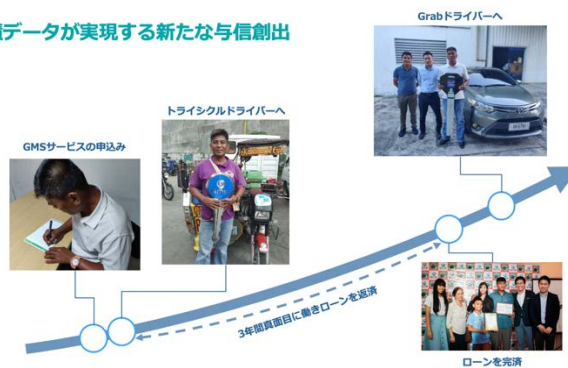 データが実現する新たな与信創出
Grabドライバーへ
トライシクルドライバーへ
GMSサービスの申込み
3年間真面目に働きローンを返済
ローンを完済